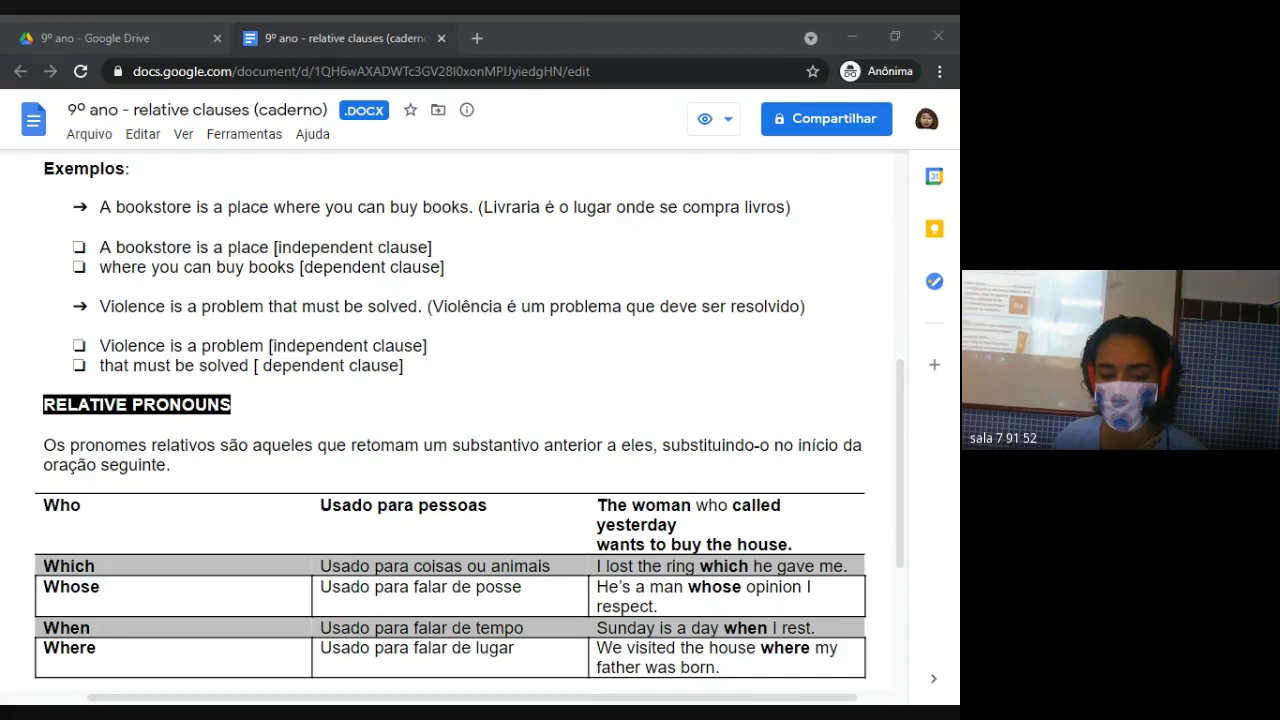 9º ano - Google Drive
9º ano - relative clauses (caderno
docs.google.com/document/d/1QH6wAXADWTc3GV28I0xonMPIJyiedgHN/edit
Anônima
9º ano - relative clauses (caderno)
.DOCX
Compartilhar
Arquivo Editar Ver Ferramentas Ajuda
31
Exemplos:
➔ A bookstore is a place where you can buy books. (Livraria é o lugar onde se compra livros)
❏ A bookstore is a place [independent clause]
❏ where you can buy books [dependent clause]
➔ Violence is a problem that must be solved. (Violência é um problema que deve ser resolvido)
❏ Violence is a problem [independent clause]
❏ that must be solved [ dependent clause]
RELATIVE PRONOUNS
Os pronomes relativos são aqueles que retomam um substantivo anterior a eles, substituindo-o no início da
oração seguinte.
Who Usado para pessoas The woman who called
yesterday
wants to buy the house.
Which Usado para coisas ou animais I lost the ring which he gave me.
Whose Usado para falar de posse He's a man whose opinion I
respect.
When Usado para falar de tempo Sunday is a day when I rest.
Where Usado para falar de lugar We visited the house where my
father was born.
sala 7 91 52